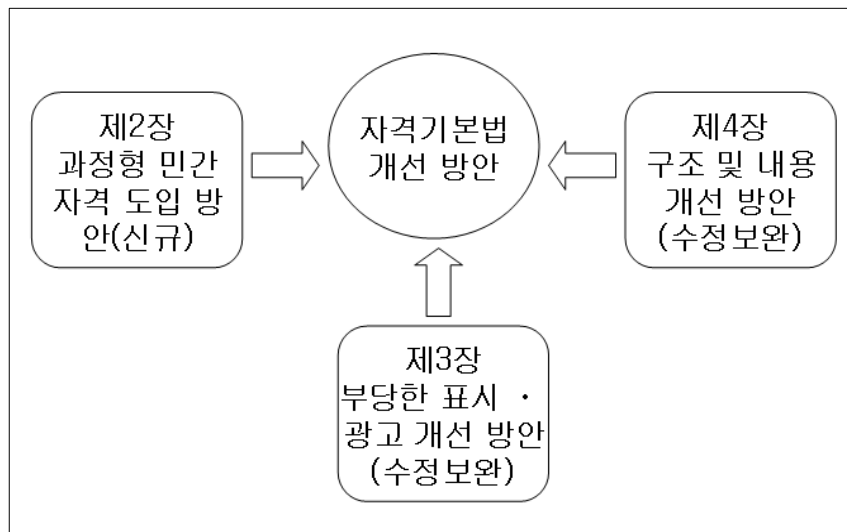 제2장
과정형 민간
자격 도입 방
안(신규)
자격기본법
개선 방안
제4장
구조 및 내용
개선 방안
(수정보완)
제3장
부당한 표시 ·
광고 개선 방안
(수정보완)